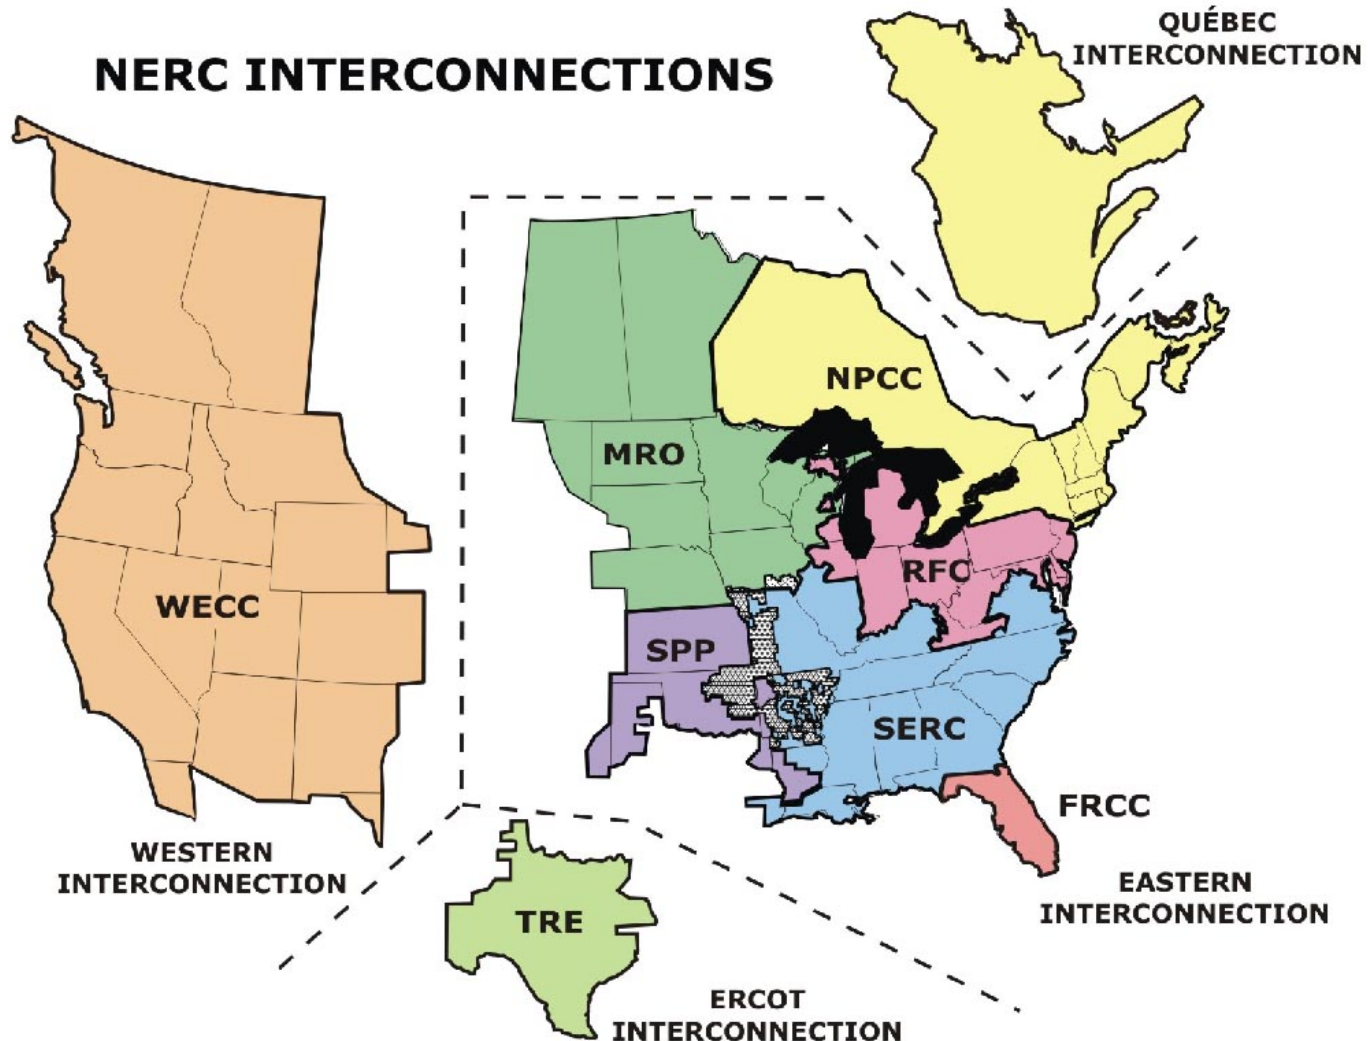 NERC INTERCONNECTIONS
QUÉBEC
INTERCONNECTION
NPCC
MRO
RFC
WECC
SPP
SERC
FRCC
WESTERN
INTERCONNECTION
EASTERN
INTERCONNECTION
TRE
ERCOT
INTERCONNECTION